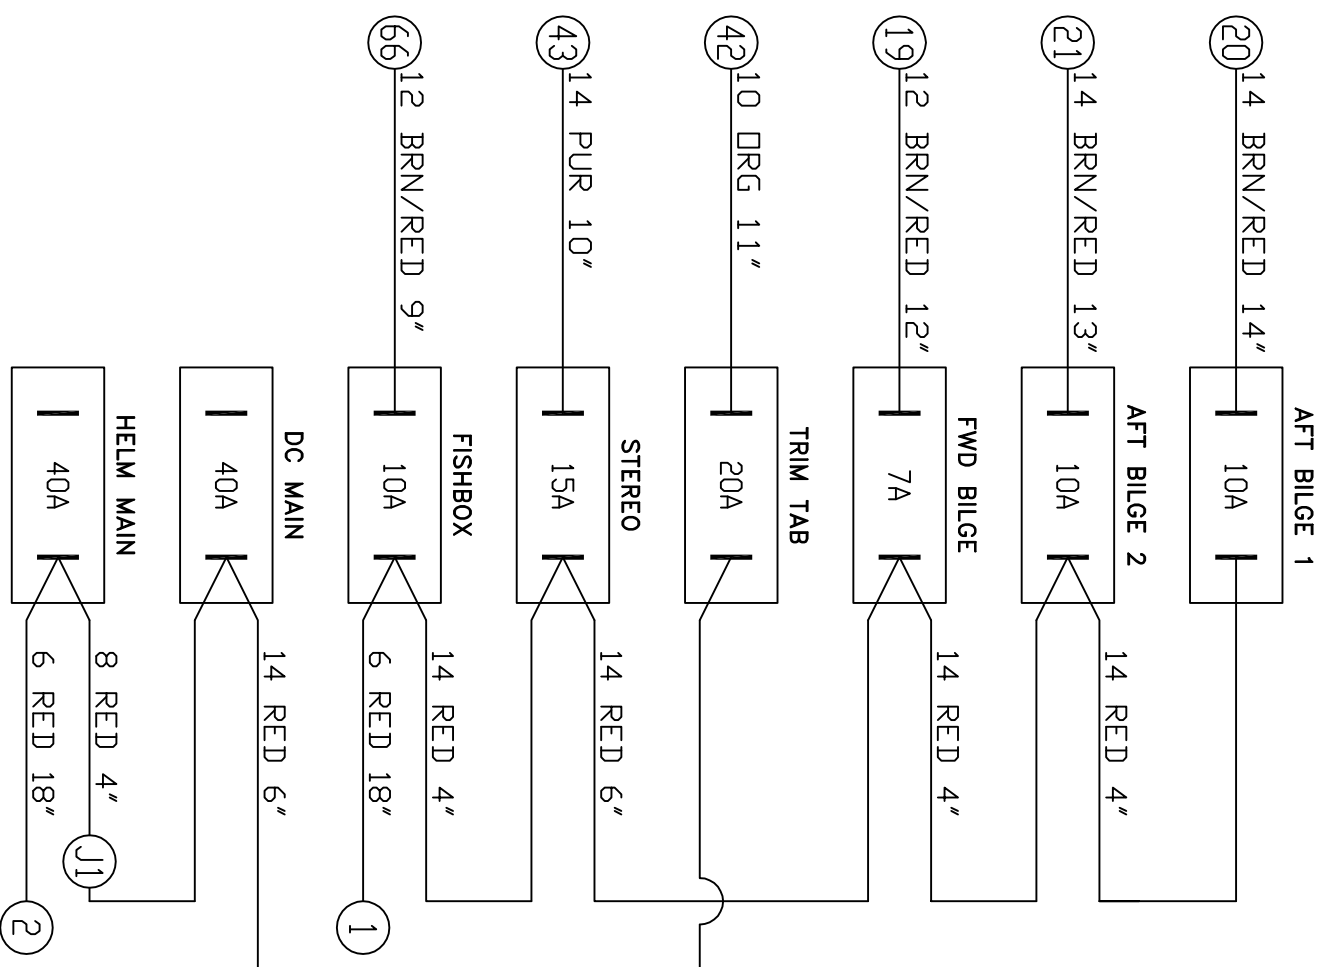 20
14 BRN/RED 14"
AFT BILGE 1
10A
21
14 BRN/RED 13"
AFT BILGE 2
10A
14 RED 4"
19
12 BRN/RED 12"
FWD BILGE
7A
14 RED 4"
42
10 ORG 11"
TRIM TAB
20A
43
14 PUR 10"
STEREO
15A
14 RED 6"
66
12 BRN/RED 9"
FISHBOX
10A
14 RED 4"
6 RED 18"
1
DC MAIN
40A
14 RED 6"
HELM MAIN
40A
8 RED 4"
J1
6 RED 18"
2